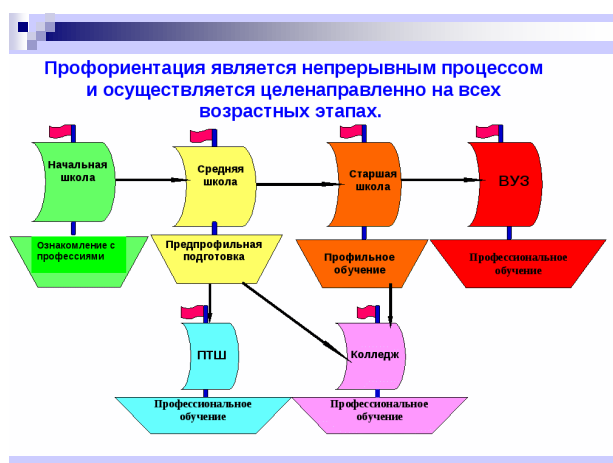 Профориентация является непрерывным процессом
и осуществляется целенаправленно на всех
возрастных этапах.
Начальная
школа
Средняя
школа
Старшая
школа
ВУЗ
Ознакомление с
профессиями
Предпрофильная
подготовка
Профильное
обучение
Профессиональное
обучение
ПТШ
Колледж
Профессиональное
обучение
Профессиональное
обучение